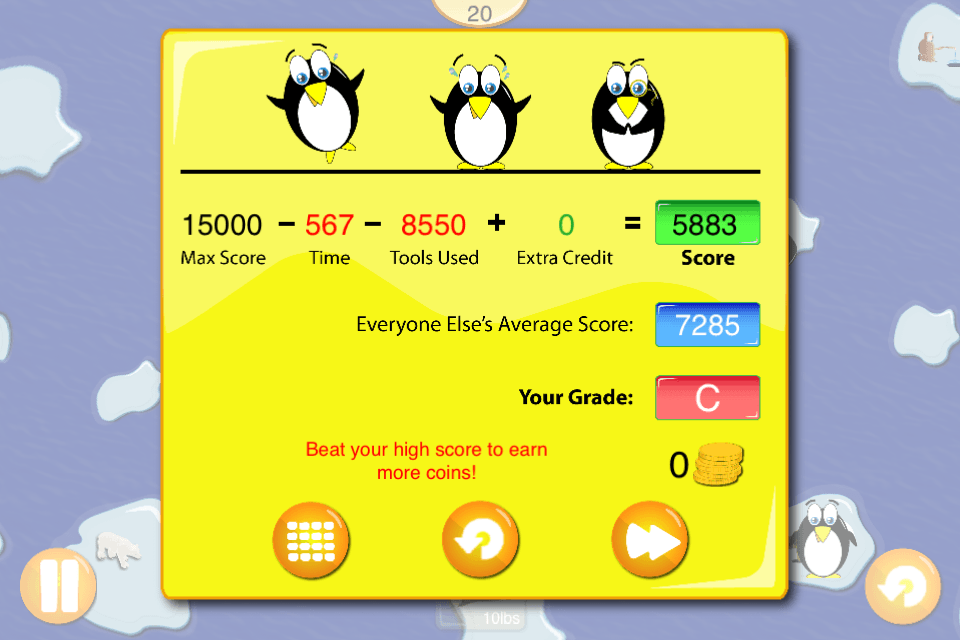 20
15000 – 567 – 8550 + 0 = 5883
Max Score Time Tools Used Extra Credit Score
Everyone Else's Average Score: 7285
Your Grade: C
Beat your high score to earn
more coins!
0
10lbs